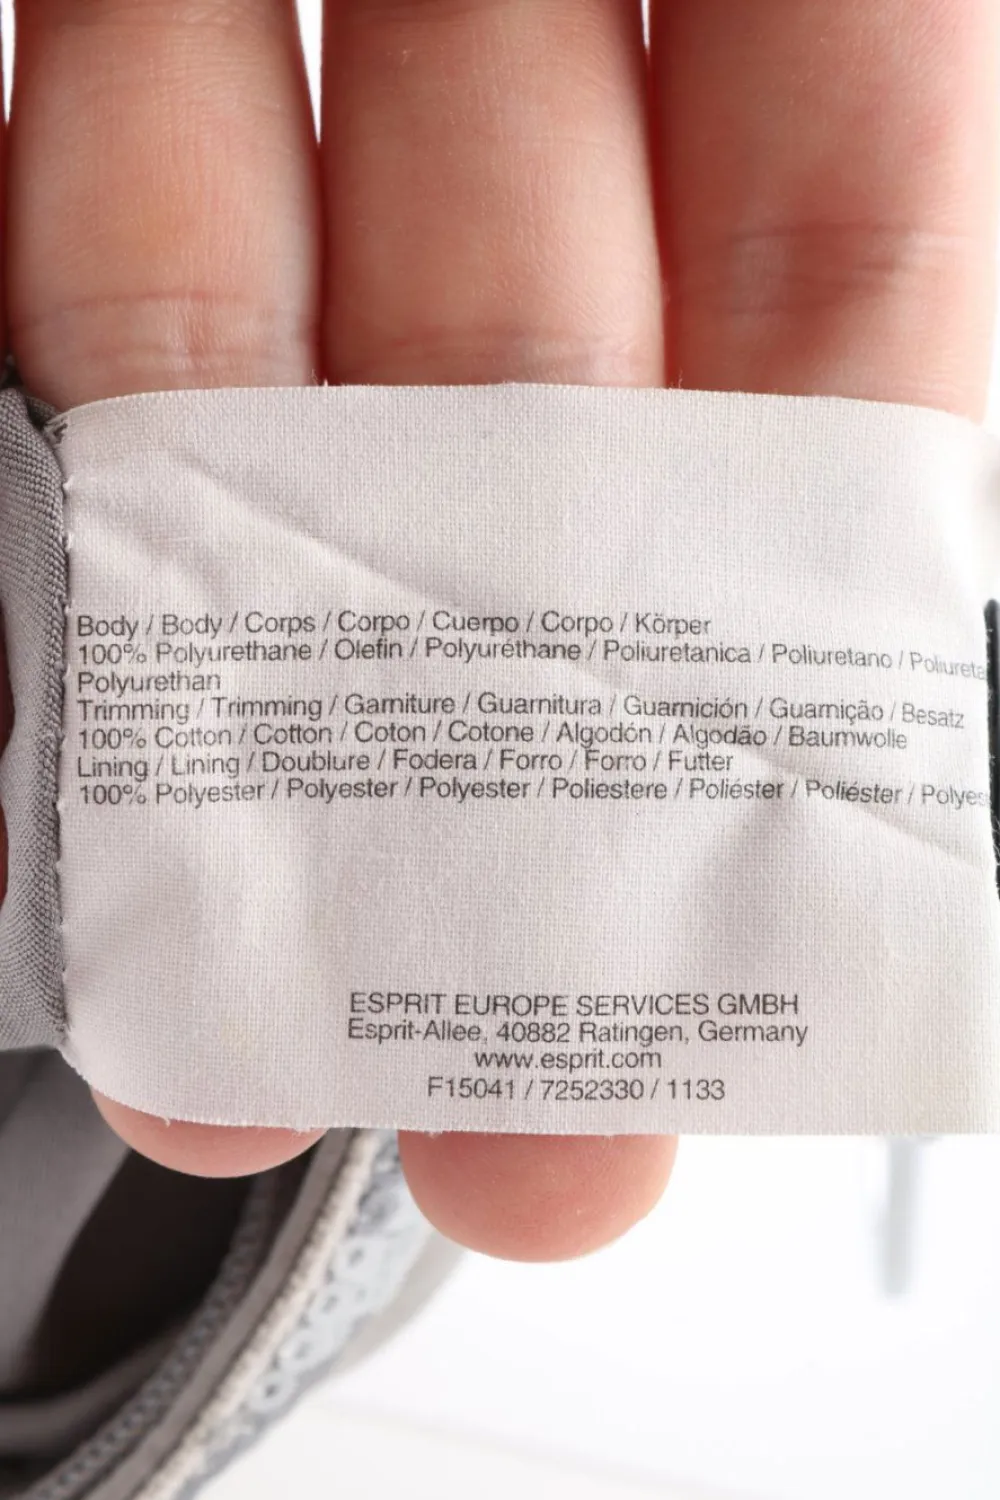 Body / Body / Corps / Corpo / Cuerpo / Corpo / Körper
100% Polyurethane / Olefin / Polyuréthane / Poliuretanica / Poliuretano /
Polyurethan
Trimming / Trimming / Garniture / Guarnitura / Guarnición / Guarnição / Besatz
100% Cotton / Cotton / Coton / Cotone / Algodón / Algodão / Baumwolle
Lining / Lining / Doublure / Fodera / Forro / Forro / Futter
100% Polyester / Polyester / Polyester / Poliestere / Poliéster / Poliéster /
ESPRIT EUROPE SERVICES GMBH
Esprit-Allee, 40882 Ratingen, Germany
www.esprit.com
F15041 / 7252330 / 1133